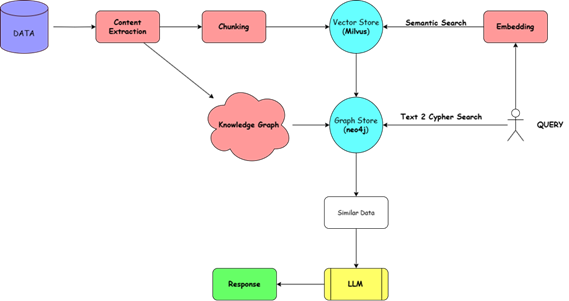 DATA
Content
Extraction
Chunking
Vector Store
(Milvus)
Semantic Search
Embedding
Knowledge Graph
Graph Store
(neo4j)
Text 2 Cypher Search
QUERY
Similar Data
Response
LLM